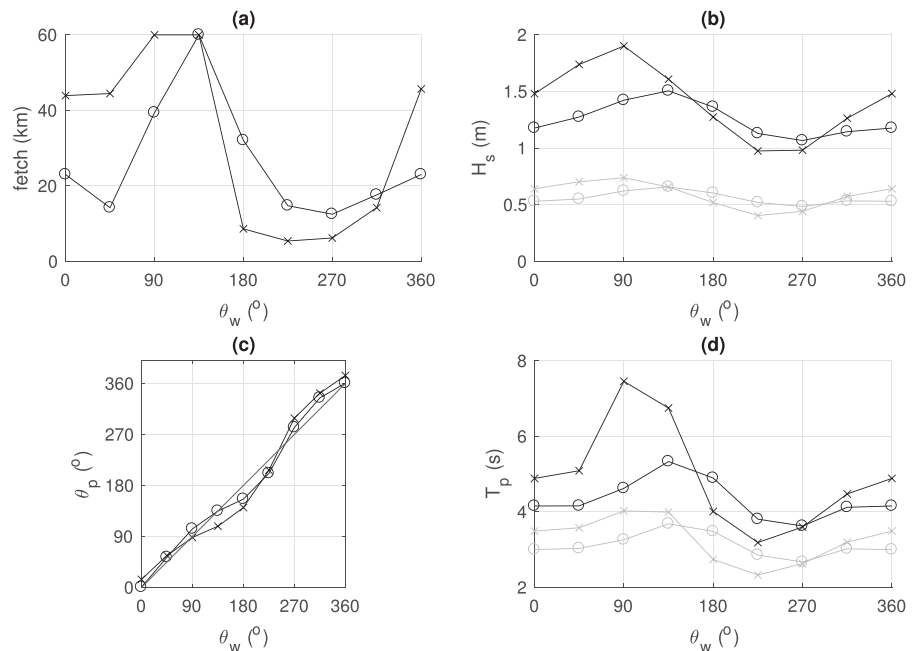 (a)
60
40
20
0
fetch (km)
0 90 180 270 360
θw (o)
(b)
2
1.5
1
0.5
0
Hs (m)
0 90 180 270 360
θw (o)
(c)
360
270
180
90
0
θp (o)
0 90 180 270 360
θw (o)
(d)
8
6
4
2
Tp (s)
0 90 180 270 360
θw (o)